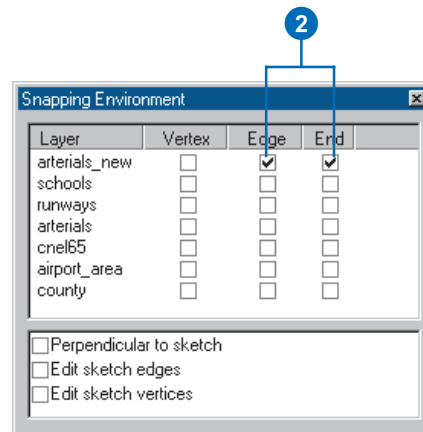 2
Snapping Environment
Layer Vertex Edge End
arterials_new
schools
runways
arterials
cnel65
airport_area
county
Perpendicular to sketch
Edit sketch edges
Edit sketch vertices